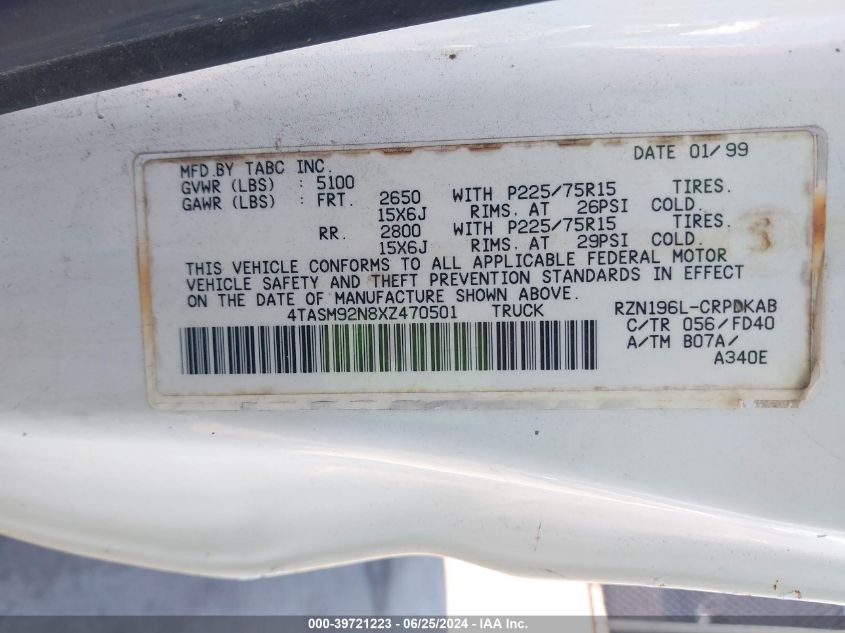 DATE 01/99
MFD.BY TABC INC.
GVWR (LBS) : 5100
GAWR (LBS) : FRT. 2650 WITH P225/75R15 TIRES.
15X6J RIMS. AT 26PSI COLD.
RR. 2800 WITH P225/75R15 TIRES.
15X6J RIMS. AT 29PSI COLD.
THIS VEHICLE CONFORMS TO ALL APPLICABLE FEDERAL MOTOR
VEHICLE SAFETY AND THEFT PREVENTION STANDARDS IN EFFECT
ON THE DATE OF MANUFACTURE SHOWN ABOVE.
4TASM92N8XZ470501 TRUCK RZN196L-CRPDKAB
C/TR 056/FD40
A/TM B07A/
A340E
000-39721223 - 06/25/2024 - IAA Inc.